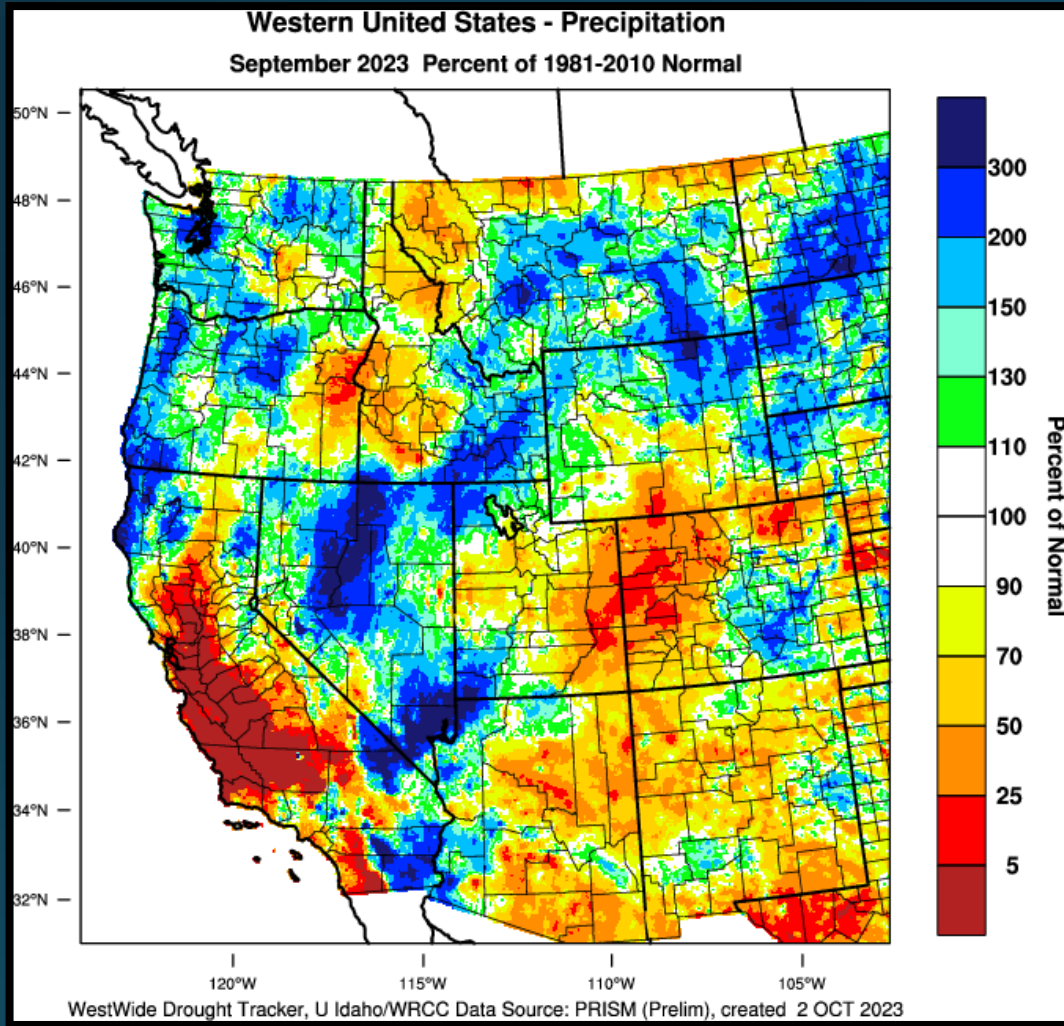 Western United States - Precipitation
September 2023 Percent of 1981-2010 Normal
50°N
48°N
46°N
44°N
42°N
40°N
38°N
36°N
34°N
32°N
120°W
115°W
110°W
105°W
300
200
150
130
110
100
90
70
50
25
5
Percent of Normal
WestWide Drought Tracker, U Idaho/WRCC Data Source: PRISM (Prelim), created 2 OCT 2023